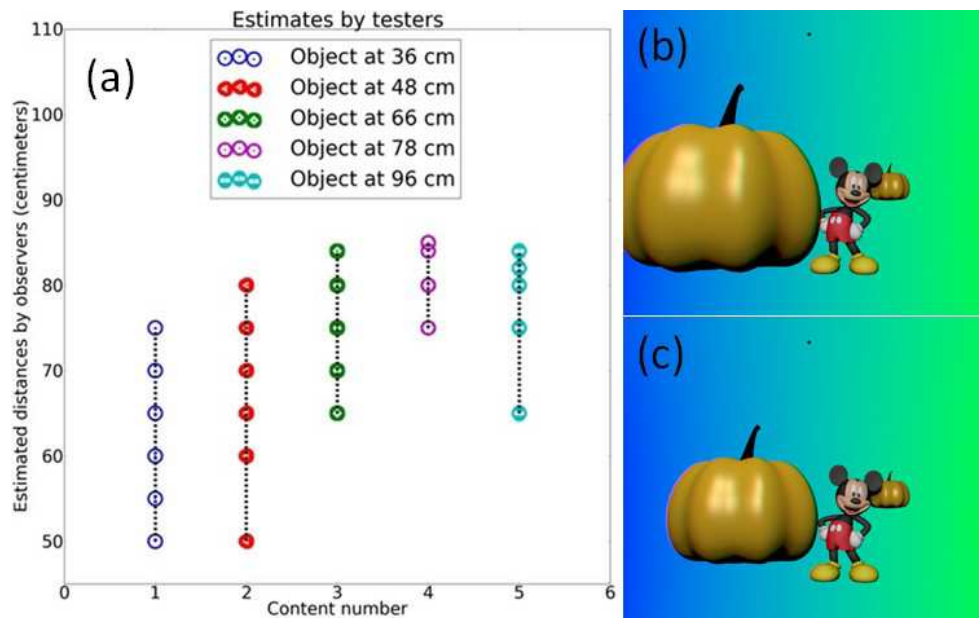 Estimates by testers
(a)
Object at 36 cm
Object at 48 cm
Object at 66 cm
Object at 78 cm
Object at 96 cm
Estimated distances by observers (centimeters)
110
100
90
80
70
60
50
0 1 2 3 4 5 6
Content number
(b)
(c)